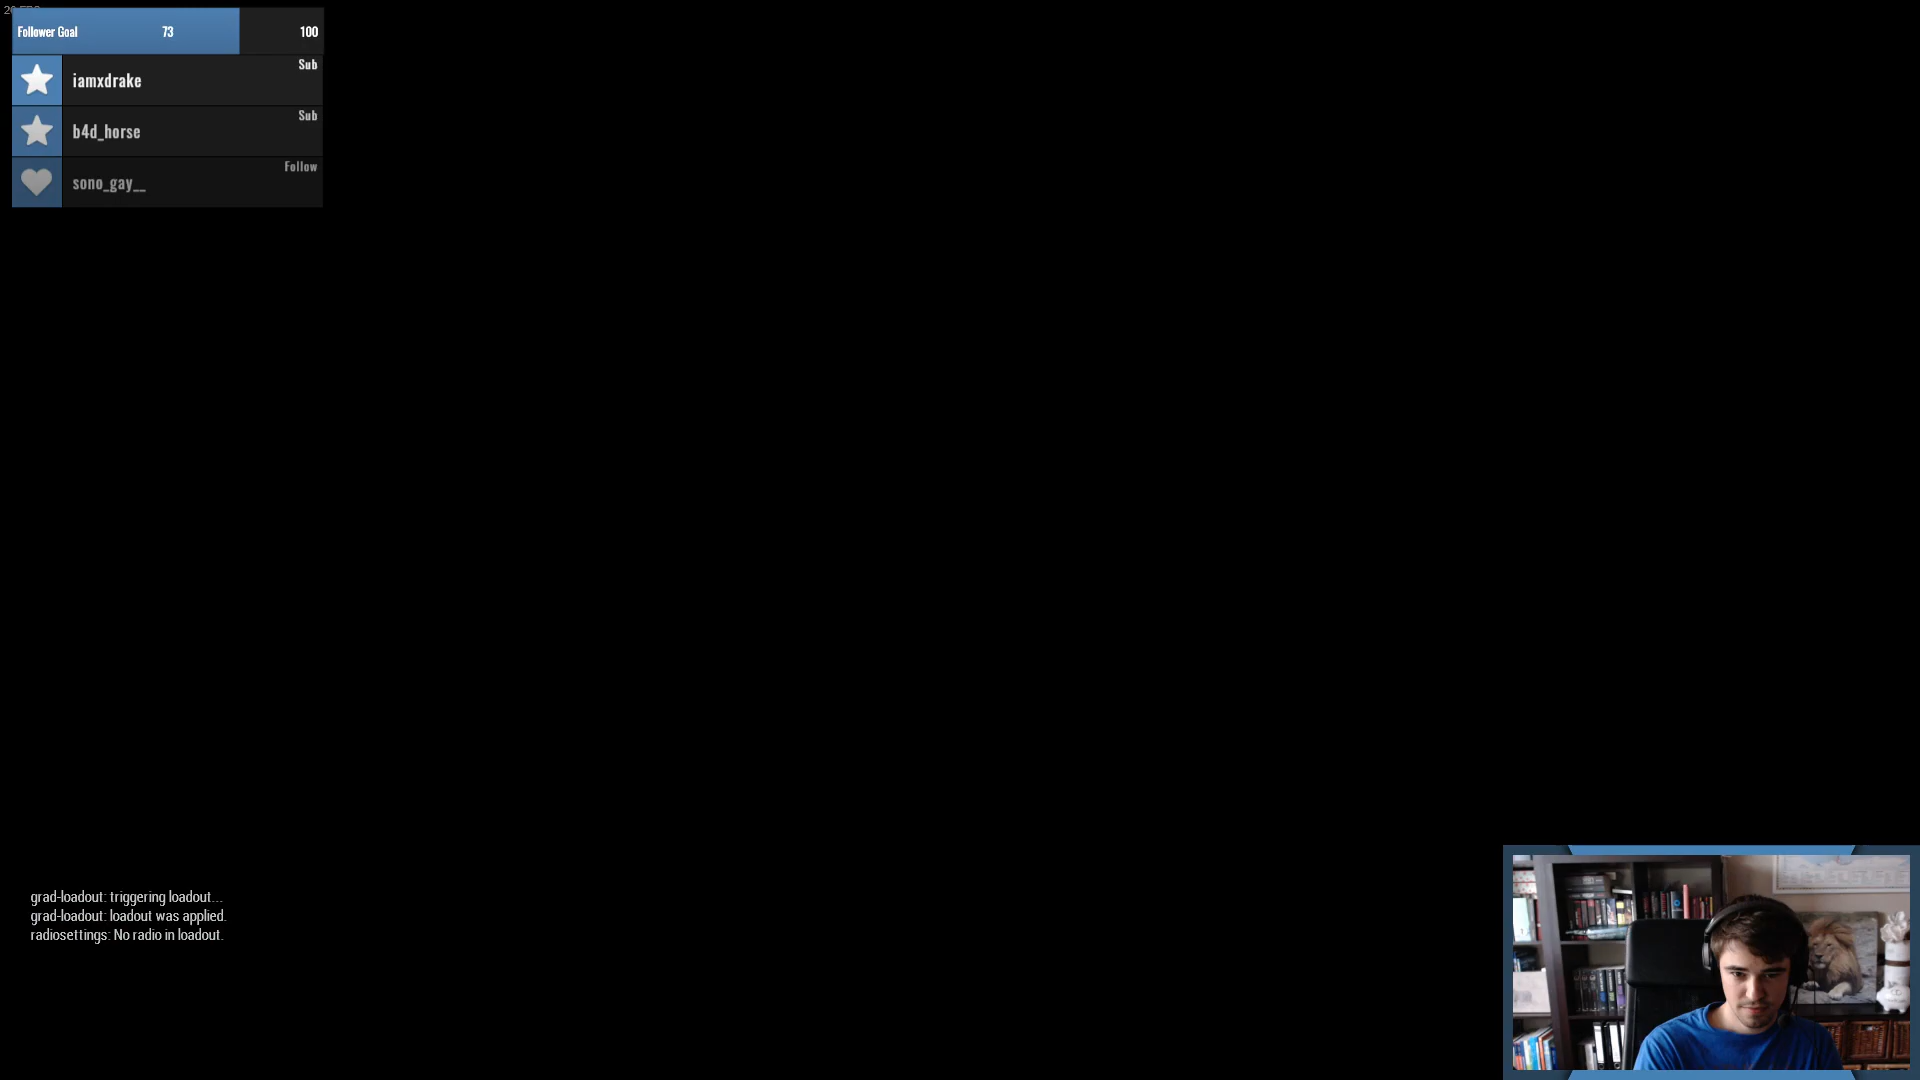 Follower Goal 73 100
Sub
iamxdrake
Sub
b4d_horse
Follow
sono_gay__
grad-loadout: triggering loadout...
grad-loadout: loadout was applied.
radiosettings: No radio in loadout.